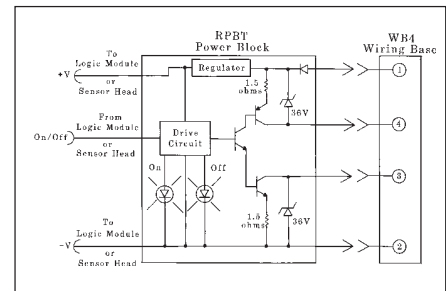 RPBT
Power Block
WB4
Wiring Base
To
Logic Module
or
Sensor Head
+V
Regulator
1.5
ohms
36V
1
4
From
Logic Module
or
Sensor Head
On/Off
Drive
Circuit
On
Off
3
1.5
ohms
36V
To
Logic Module
or
Sensor Head
-V
2